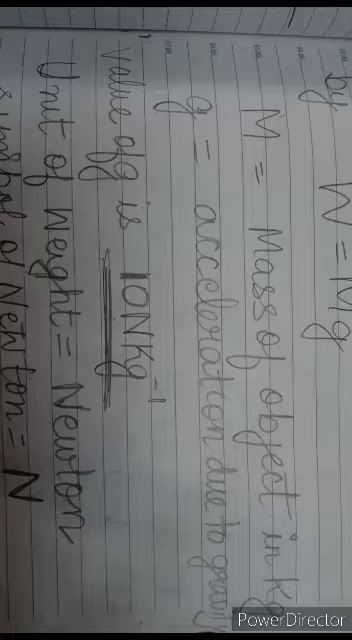 by W = Mg
M = Mass of object in Kg
g = acceleration due to gravity
Value of g is 10NKg⁻¹
Unit of Weight = Newton
symbol of Newton = N
PowerDirector